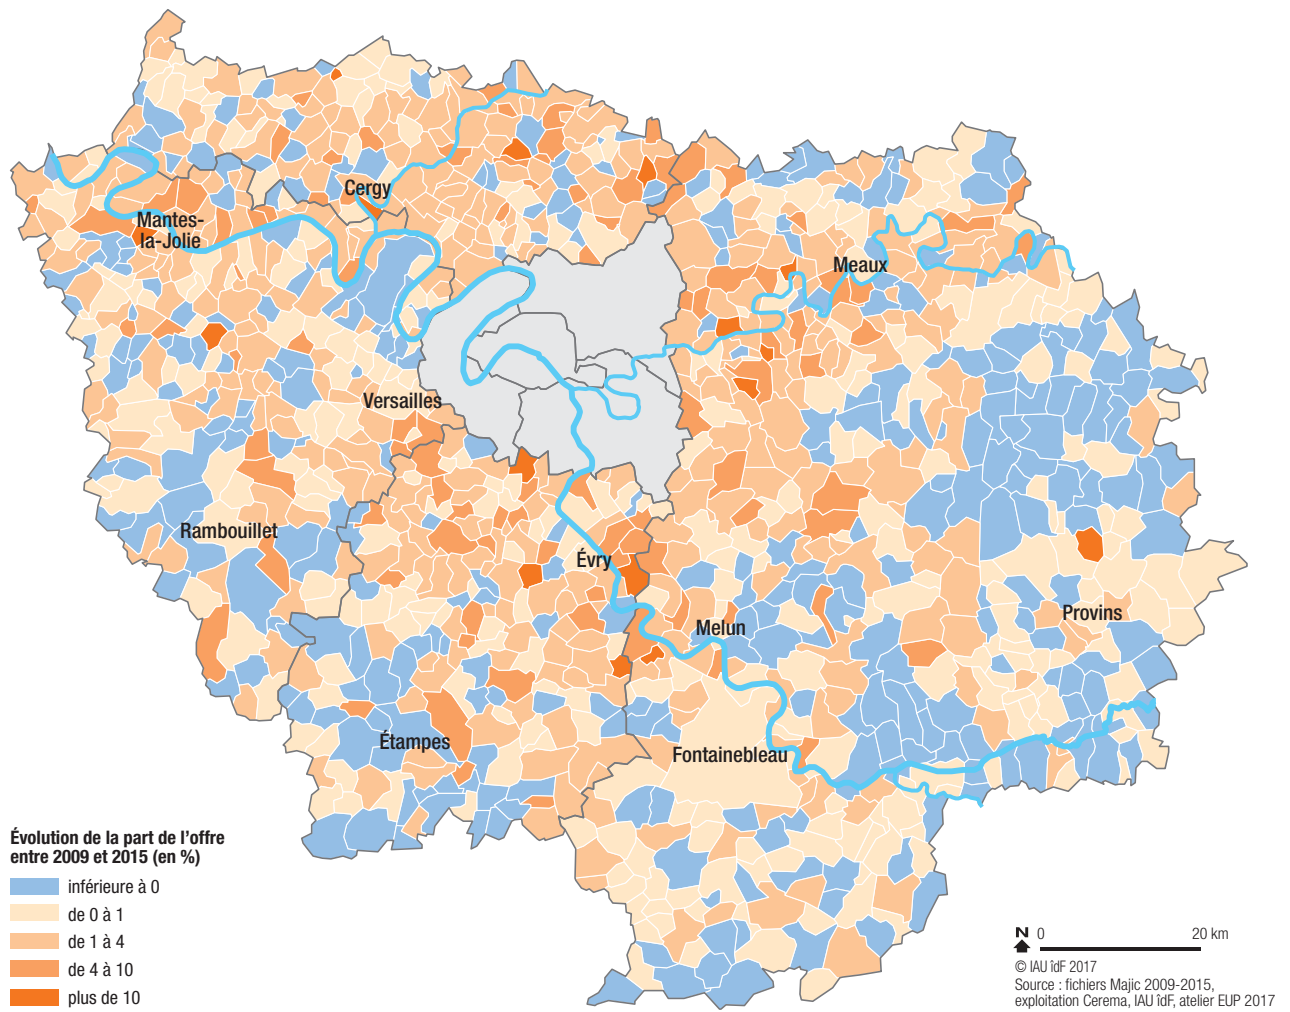 Cergy
Mantes-
la-Jolie
Meaux
Versailles
Rambouillet
Évry
Provins
Melun
Étampes
Fontainebleau
Évolution de la part de l'offre
entre 2009 et 2015 (en %)
inférieure à 0
de 0 à 1
de 1 à 4
de 4 à 10
plus de 10
N 0 20 km
© IAU îdF 2017
Source : fichiers Majic 2009-2015,
exploitation Cerema, IAU îdF, atelier EUP 2017